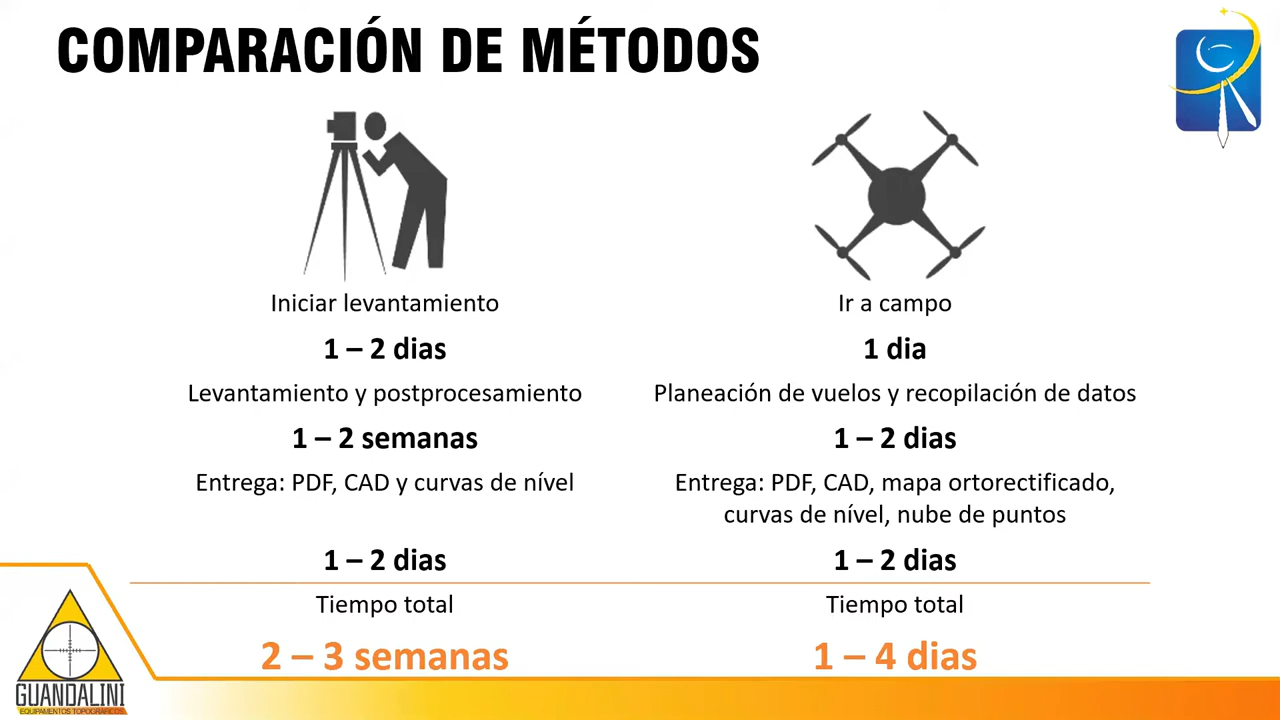 COMPARACIÓN DE MÉTODOS
Iniciar levantamiento
1 – 2 dias
Levantamiento y postprocesamiento
1 – 2 semanas
Entrega: PDF, CAD y curvas de nível
1 – 2 dias
Tiempo total
2 – 3 semanas
Ir a campo
1 dia
Planeación de vuelos y recopilación de datos
1 – 2 dias
Entrega: PDF, CAD, mapa ortorectificado,
curvas de nível, nube de puntos
1 – 2 dias
Tiempo total
1 – 4 dias
GUANDALINI
EQUIPAMENTOS TOPOGRÁFICOS